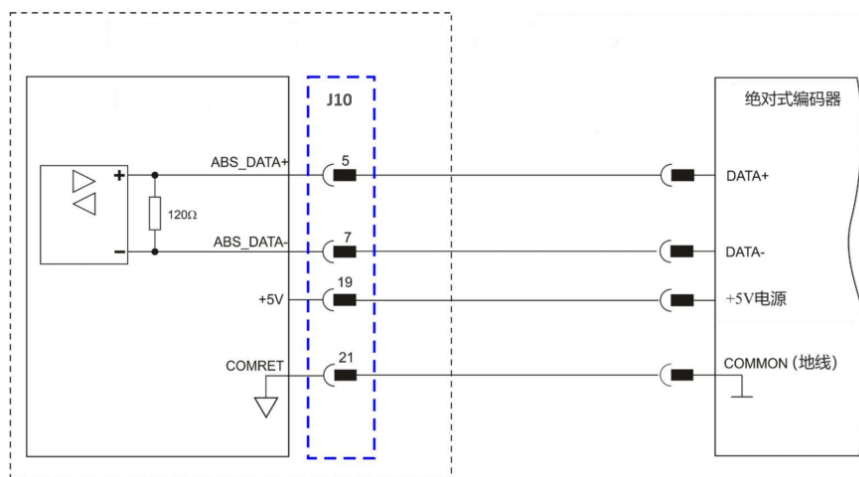 J10
绝对式编码器
ABS_DATA+
5
DATA+
+
120Ω
ABS_DATA-
7
DATA-
-
+5V
19
+5V电源
COMRET
21
COMMON（地线）